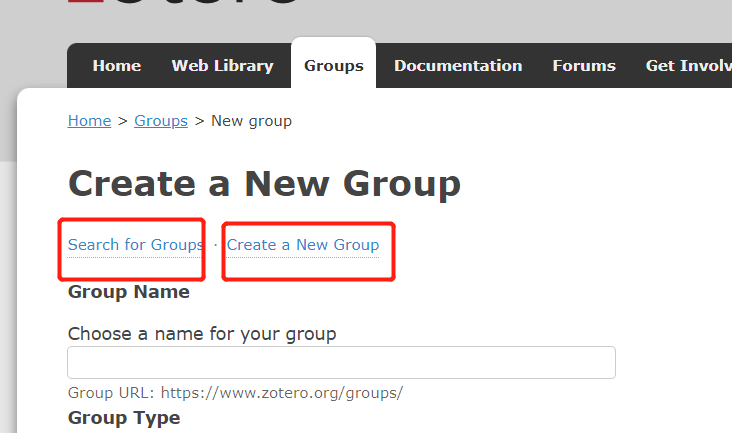 Home Web Library Groups Documentation Forums Get Involv
Home > Groups > New group
Create a New Group
Search for Groups · Create a New Group
Group Name
Choose a name for your group
Group URL: https://www.zotero.org/groups/
Group Type